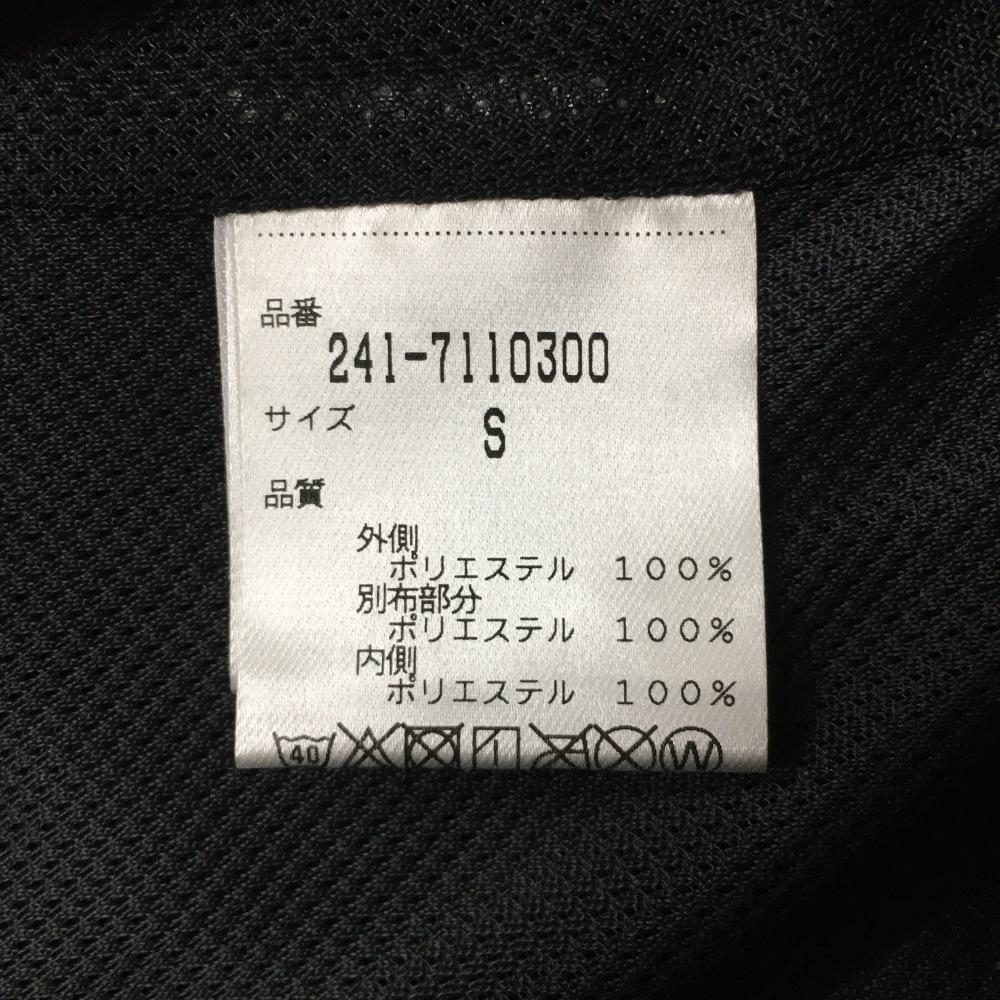 品番
241-7110300
サイズ S
品質
外側
ポリエステル １００％
別布部分
ポリエステル １００％
内側
ポリエステル １００％
40 W